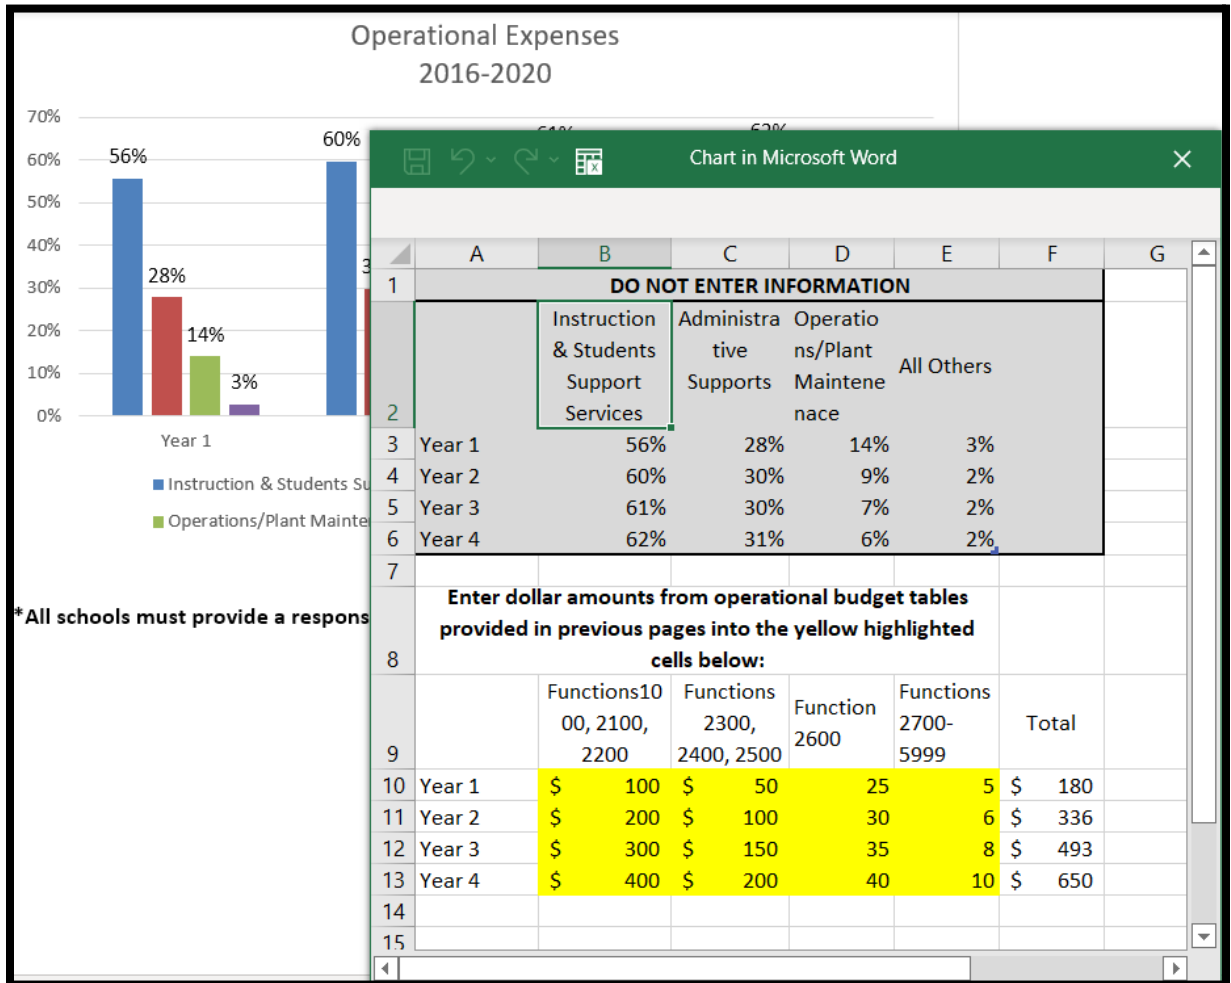 Operational Expenses
2016-2020
70%
60%
50%
40%
30%
20%
10%
0%
56%
28%
14%
3%
60%
Year 1
Instruction & Students
Operations/Plant
*All schools must provide a
Chart in Microsoft Word
A B C D E F G
1 DO NOT ENTER INFORMATION
2
Instruction
& Students
Support
Services
Administra
tive
Supports
Operatio
ns/Plant
Maintene
nace
All Others
3 Year 1 56% 28% 14% 3%
4 Year 2 60% 30% 9% 2%
5 Year 3 61% 30% 7% 2%
6 Year 4 62% 31% 6% 2%
7
Enter dollar amounts from operational budget tables
provided in previous pages into the yellow highlighted
8 cells below:
9
Functions10
00, 2100,
2200
Functions
2300,
2400, 2500
Function
2600
Functions
2700-
5999
Total
10 Year 1 $ 100 $ 50 25 5 $ 180
11 Year 2 $ 200 $ 100 30 6 $ 336
12 Year 3 $ 300 $ 150 35 8 $ 493
13 Year 4 $ 400 $ 200 40 10 $ 650
14
15